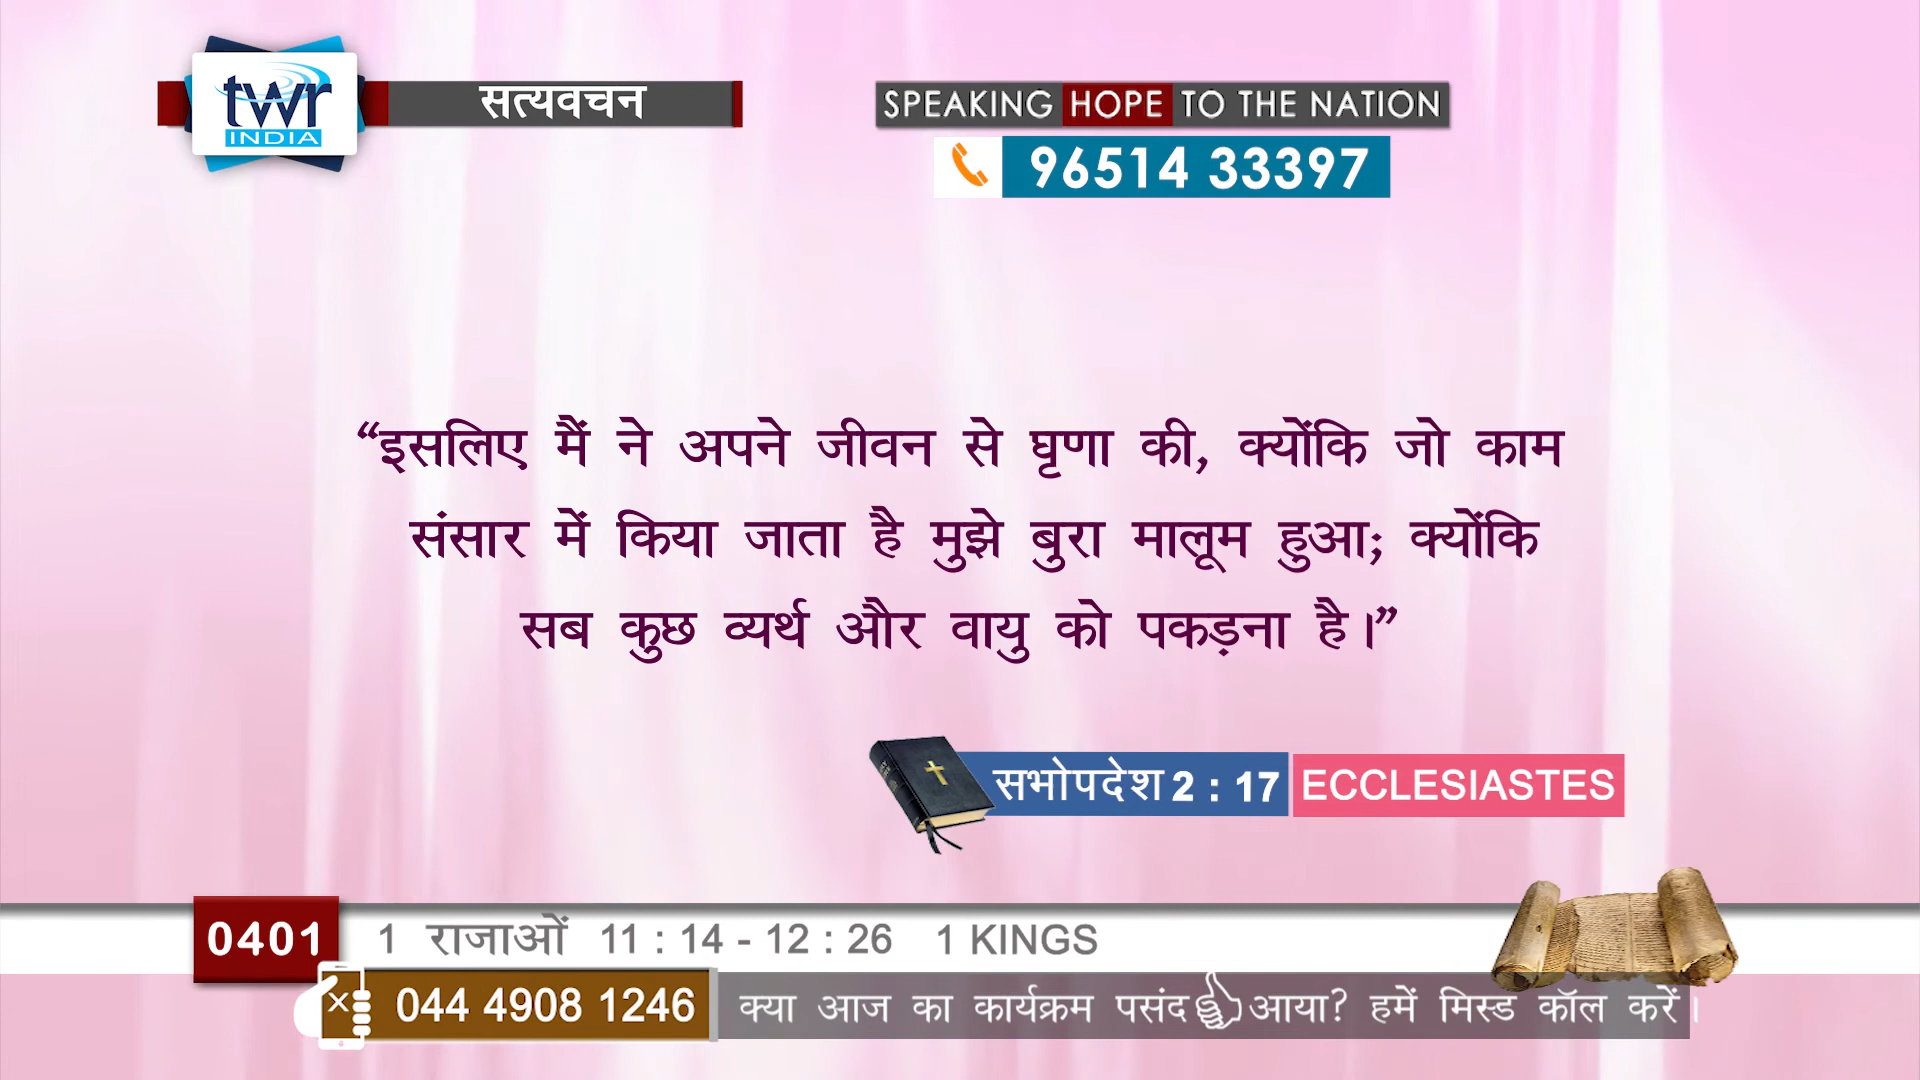 twr
INDIA
सत्यवचन
SPEAKING HOPE TO THE NATION
96514 33397
“इसलिए मैं ने अपने जीवन से घृणा की, क्योंकि जो काम
संसार में किया जाता है मुझे बुरा मालूम हुआ; क्योंकि
सब कुछ व्यर्थ और वायु को पकड़ना है।”
सभोपदेश 2 : 17 ECCLESIASTES
0401 1 राजाओं 11 : 14 - 12 : 26 1 KINGS
044 4908 1246 क्या आज का कार्यक्रम पसंद आया? हमें मिस्ड कॉल करें।